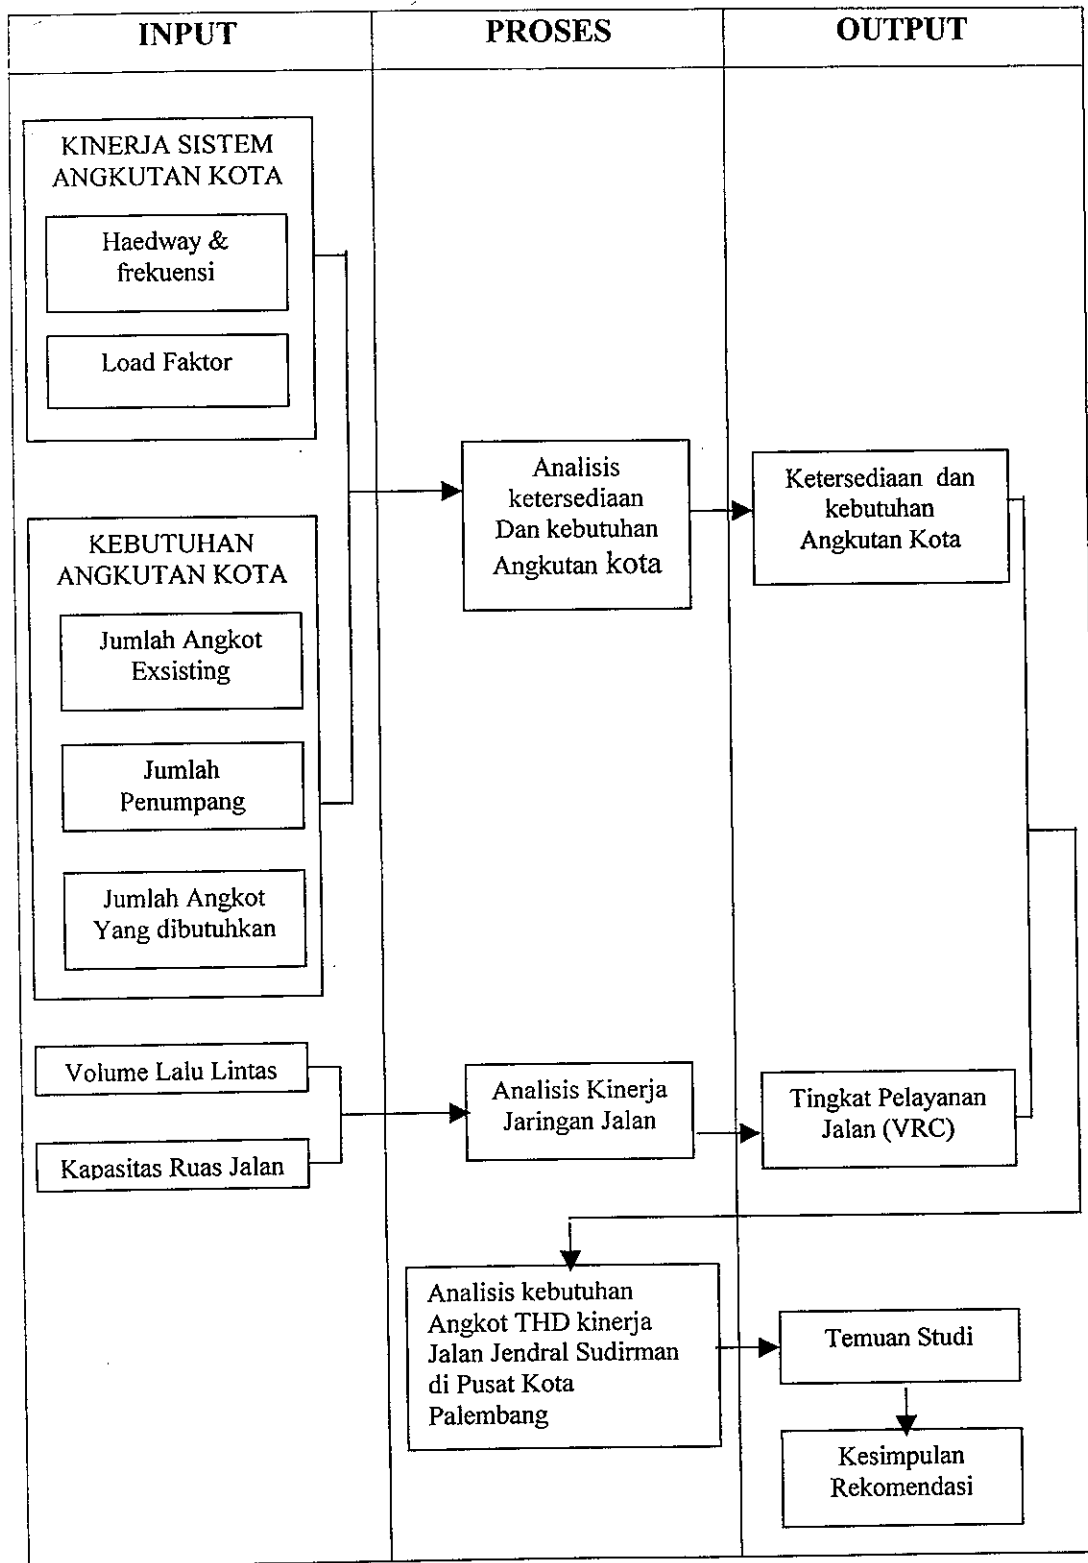 INPUT
PROSES
OUTPUT
KINERJA SISTEM
ANGKUTAN KOTA
Haedway &
frekuensi
Load Faktor
KEBUTUHAN
ANGKUTAN KOTA
Jumlah Angkot
Exsisting
Jumlah
Penumpang
Jumlah Angkot
Yang dibutuhkan
Analisis
ketersediaan
Dan kebutuhan
Angkutan kota
Ketersediaan dan
kebutuhan
Angkutan Kota
Volume Lalu Lintas
Kapasitas Ruas Jalan
Analisis Kinerja
Jaringan Jalan
Tingkat Pelayanan
Jalan (VRC)
Analisis kebutuhan
Angkot THD kinerja
Jalan Jendral Sudirman
di Pusat Kota
Palembang
Temuan Studi
Kesimpulan
Rekomendasi